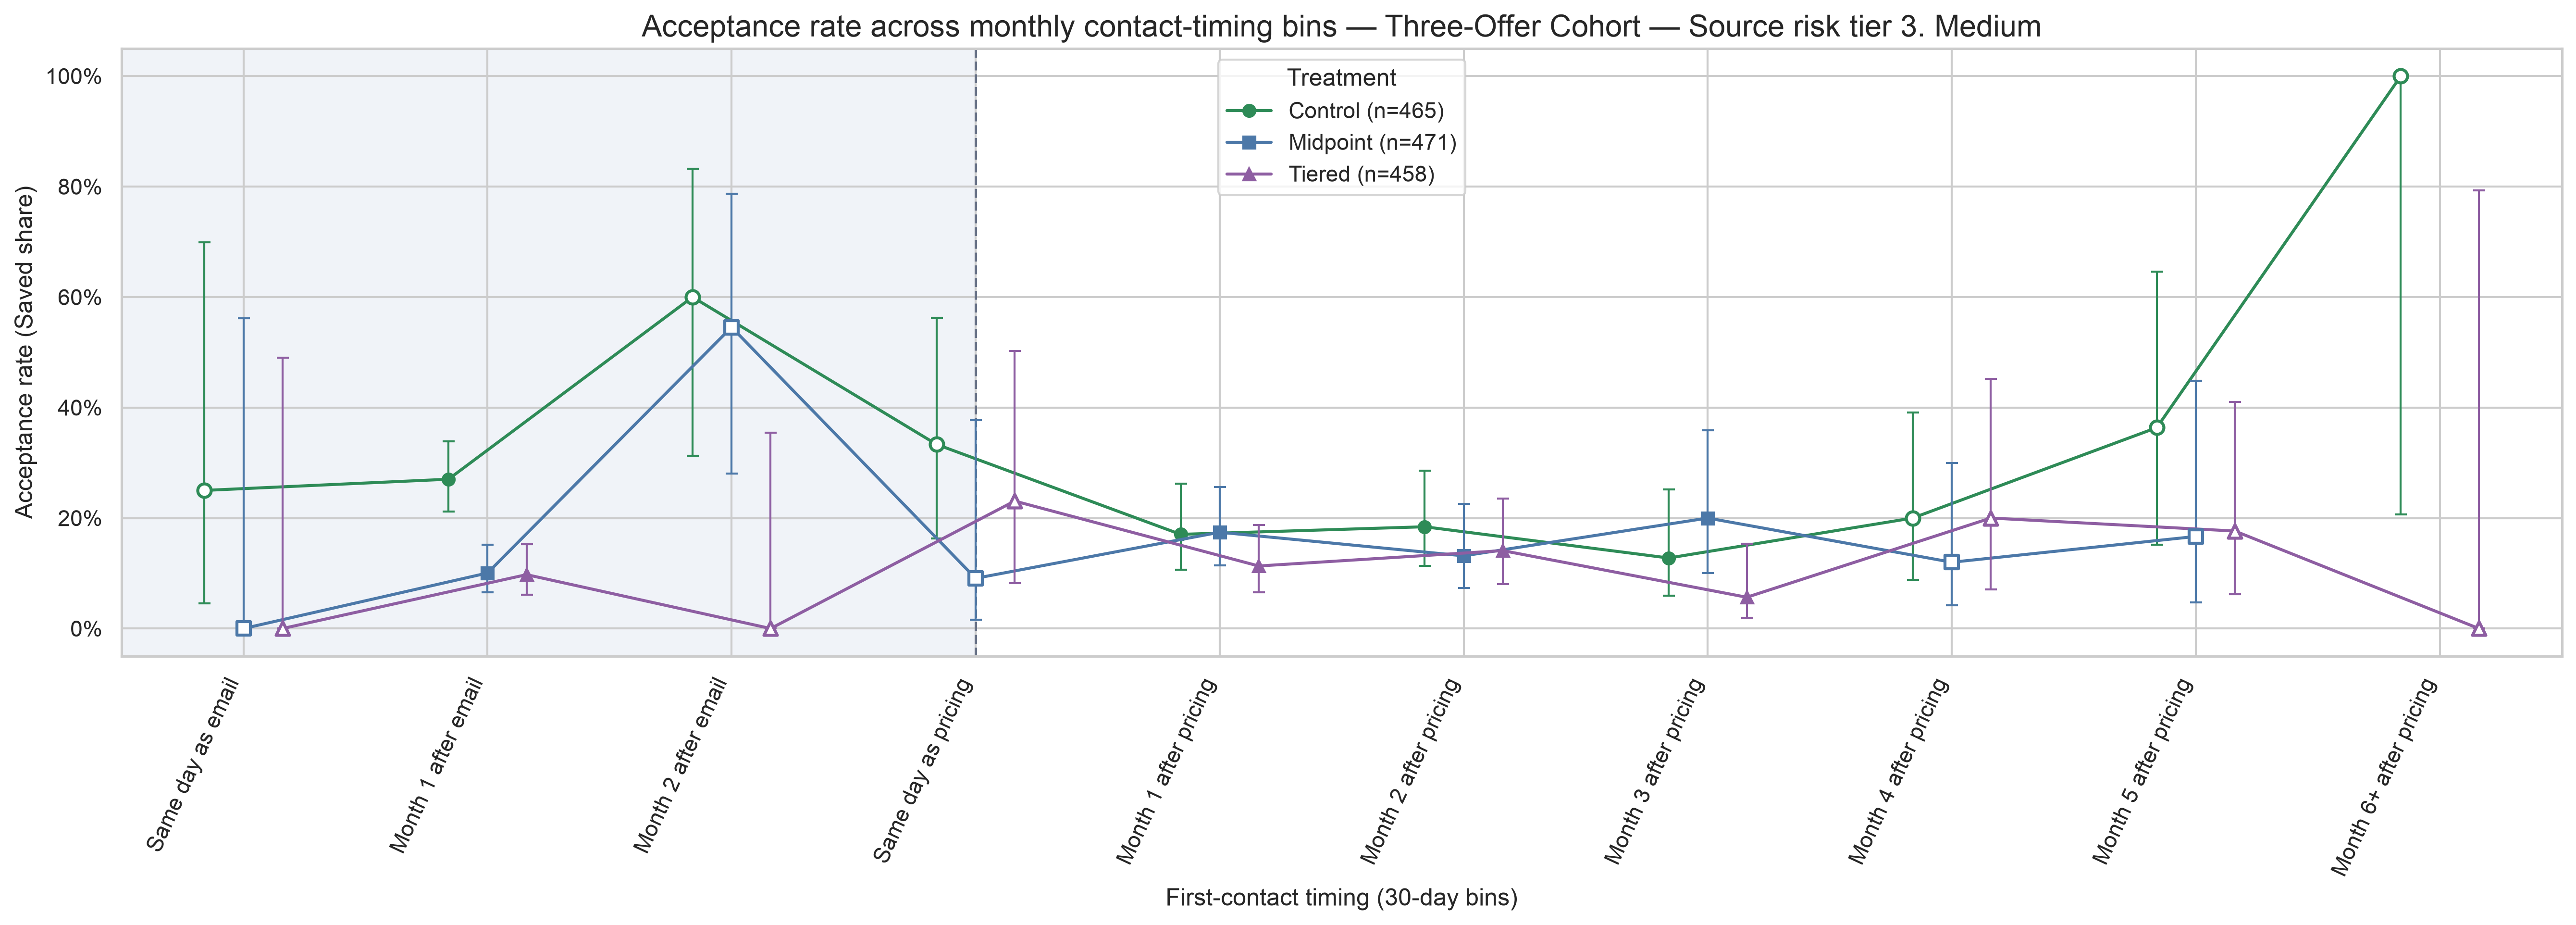 Acceptance rate across monthly contact-timing bins — Three-Offer Cohort — Source risk tier 3. Medium
Acceptance rate (Saved share)
100%
80%
60%
40%
20%
0%
Treatment
Control (n=465)
Midpoint (n=471)
Tiered (n=458)
Same day as email
Month 1 after email
Month 2 after email
Same day as pricing
Month 1 after pricing
Month 2 after pricing
Month 3 after pricing
Month 4 after pricing
Month 5 after pricing
Month 6+ after pricing
First-contact timing (30-day bins)